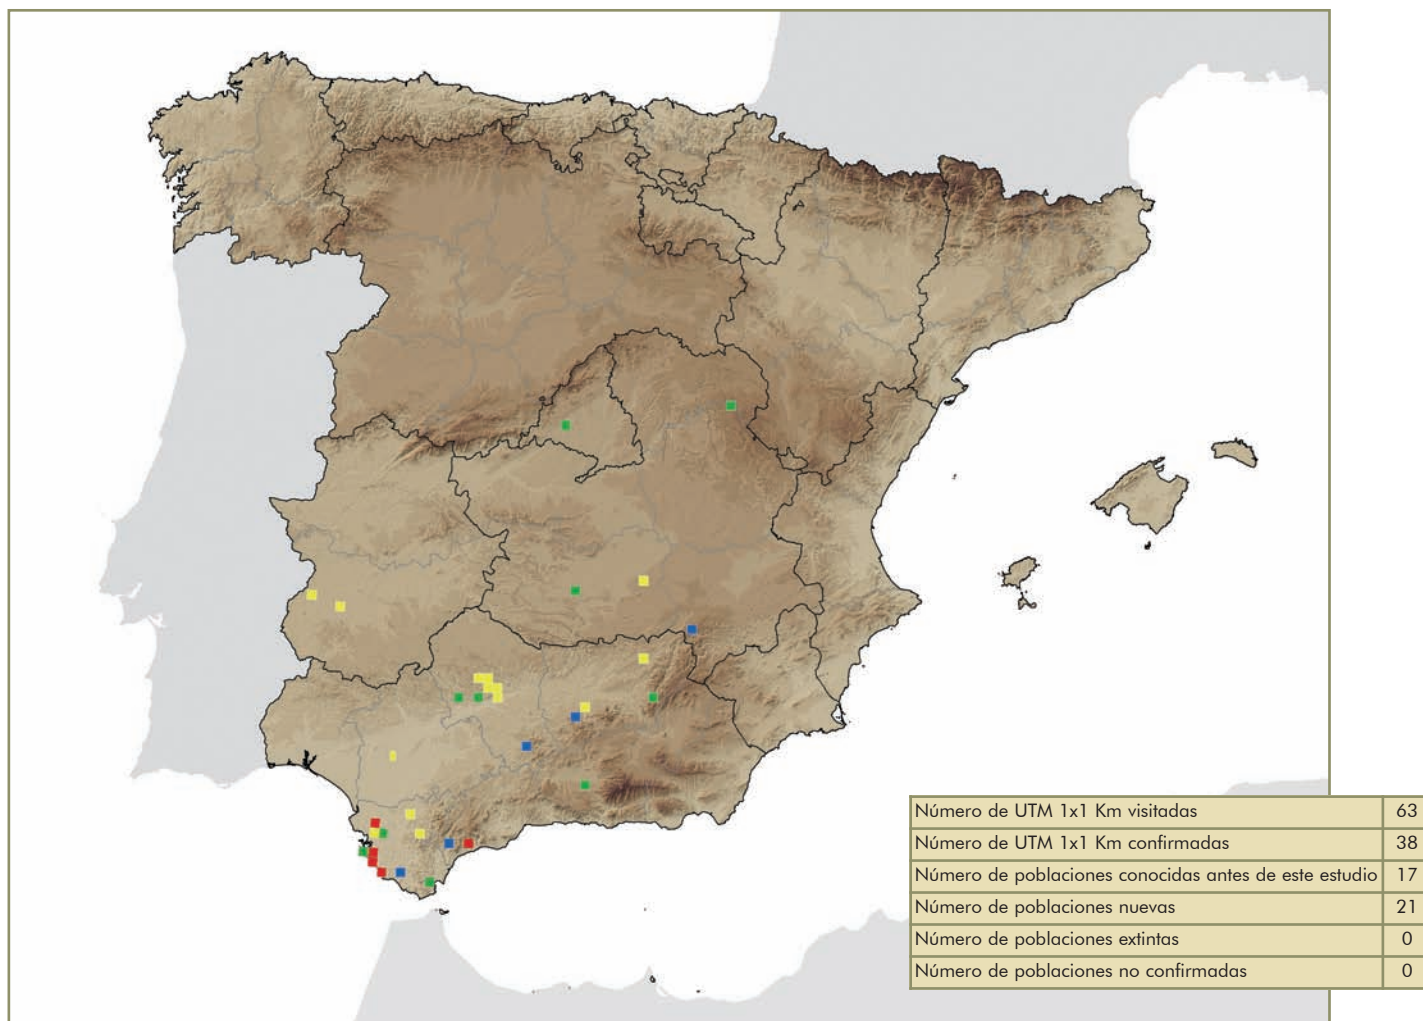 Número de UTM 1x1 Km visitadas 63
Número de UTM 1x1 Km confirmadas 38
Número de poblaciones conocidas antes de este estudio 17
Número de poblaciones nuevas 21
Número de poblaciones extintas 0
Número de poblaciones no confirmadas 0